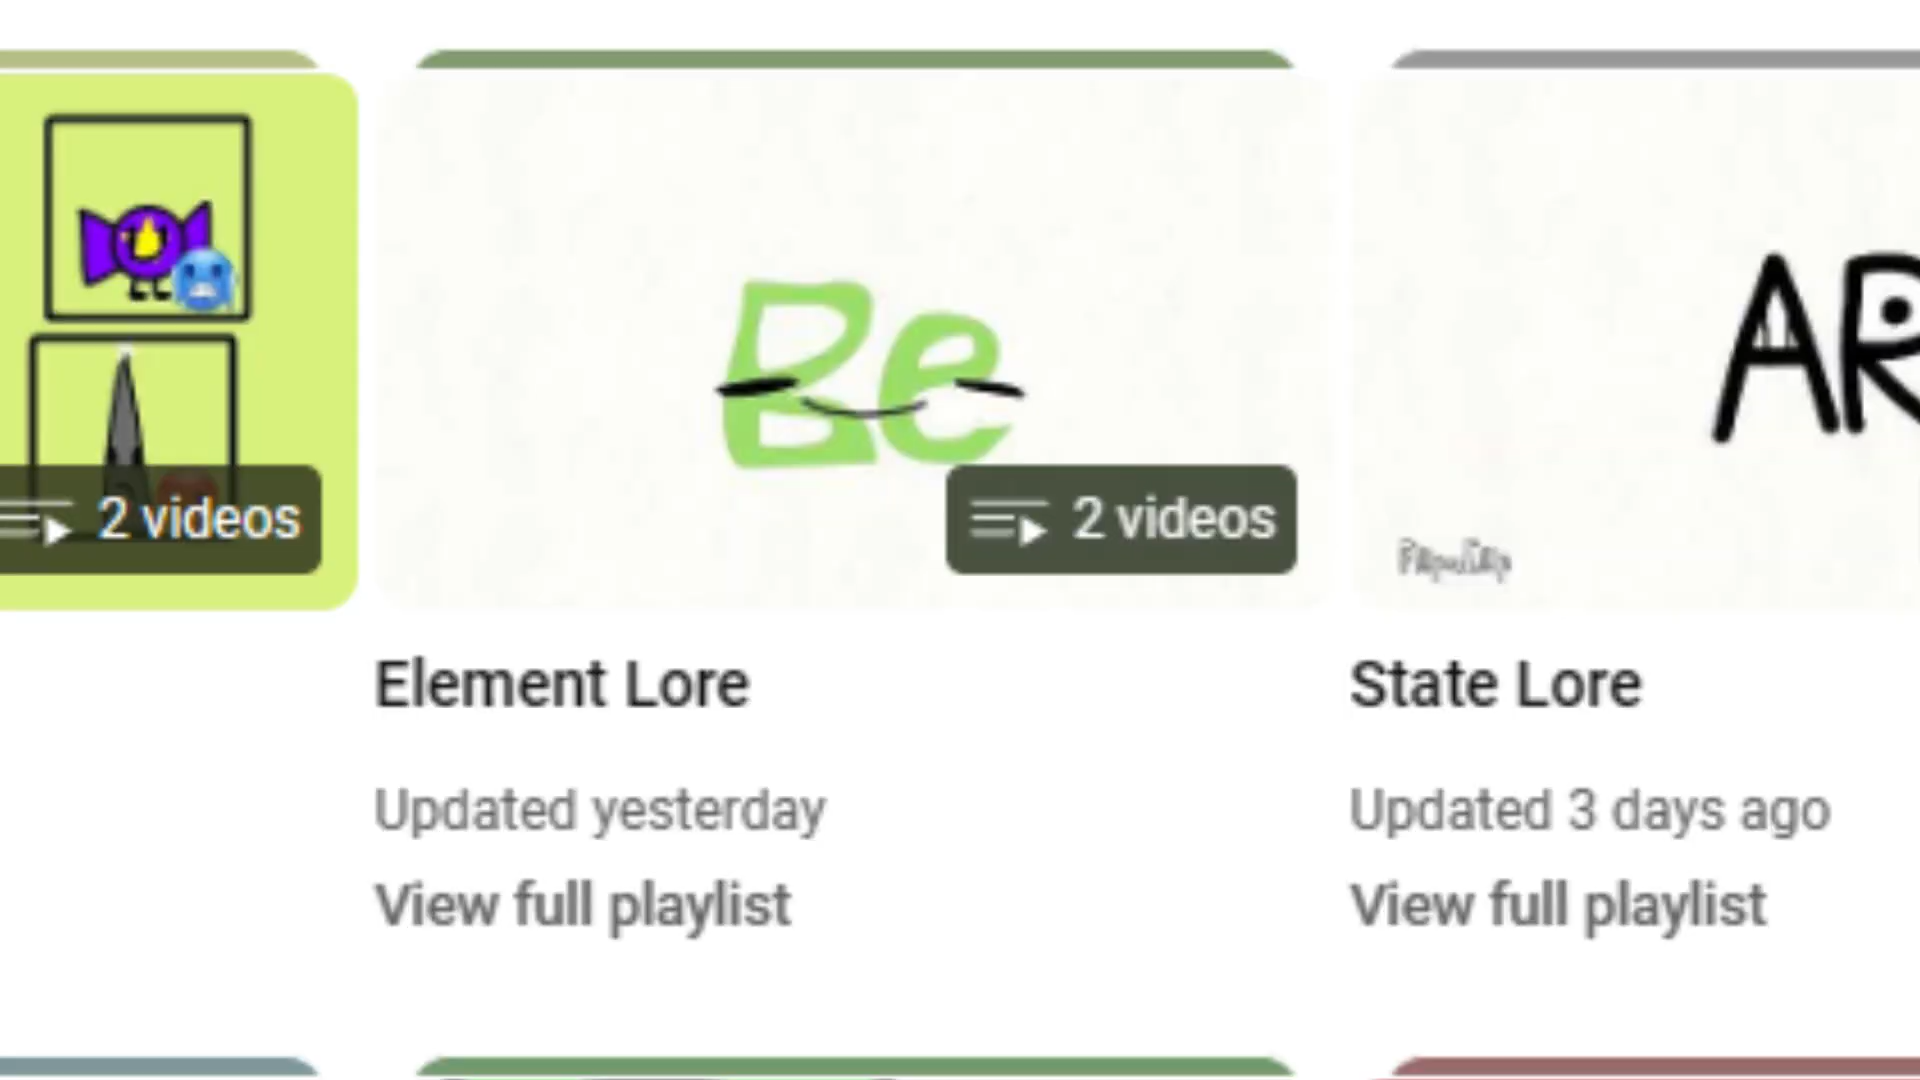 Be
AR
2 videos
2 videos
Element Lore
State Lore
Updated yesterday
Updated 3 days ago
View full playlist
View full playlist